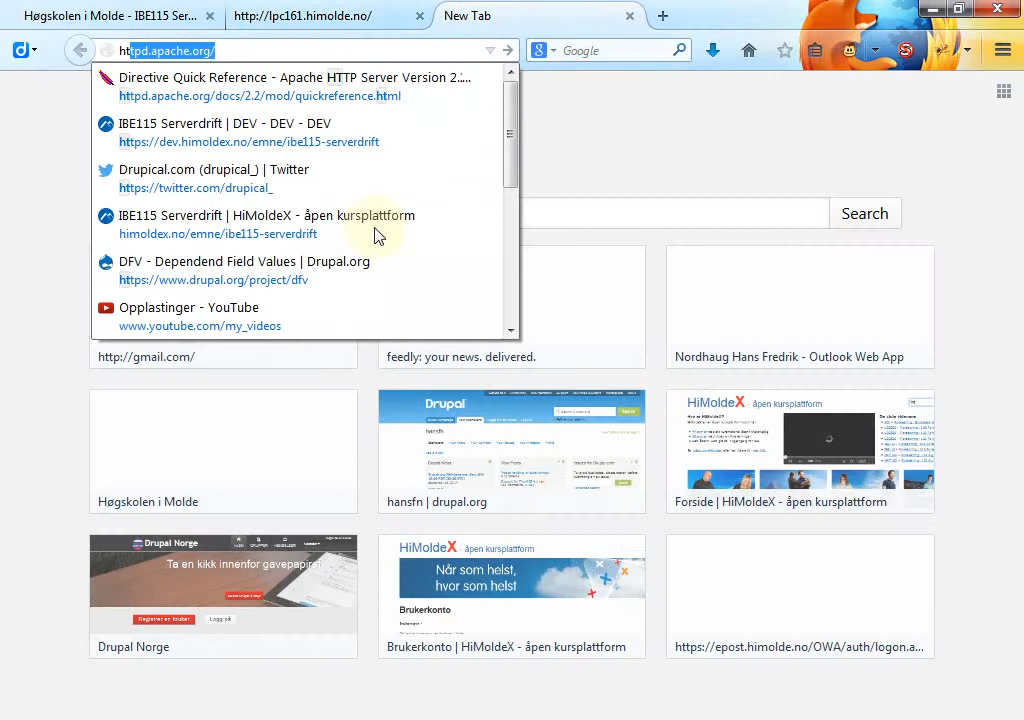 Høgskolen i Molde - IBE115 Ser...
http://lpc161.himolde.no/
New Tab
httpd.apache.org/
Google
Directive Quick Reference - Apache HTTP Server Version 2....
httpd.apache.org/docs/2.2/mod/quickreference.html
IBE115 Serverdrift | DEV - DEV - DEV
https://dev.himoldex.no/emne/ibe115-serverdrift
Drupical.com (drupical_) | Twitter
https://twitter.com/drupical_
IBE115 Serverdrift | HiMoldeX - åpen kursplattform
himoldex.no/emne/ibe115-serverdrift
DFV - Dependend Field Values | Drupal.org
https://www.drupal.org/project/dfv
Opplastinger - YouTube
www.youtube.com/my_videos
Search
http://gmail.com/
feedly: your news. delivered.
Nordhaug Hans Fredrik - Outlook Web App
Drupal
hansfn
HiMoldeX - åpen kursplattform
Høgskolen i Molde
hansfn | drupal.org
Forside | HiMoldeX - åpen kursplattform
Drupal Norge
Ta en kikk innenfor gavepapiret
Registrer en bruker
Logg på
HiMoldeX - åpen kursplattform
Når som helst,
hvor som helst
Brukerkonto
Drupal Norge
Brukerkonto | HiMoldeX - åpen kursplattform
https://epost.himolde.no/OWA/auth/logon.a...